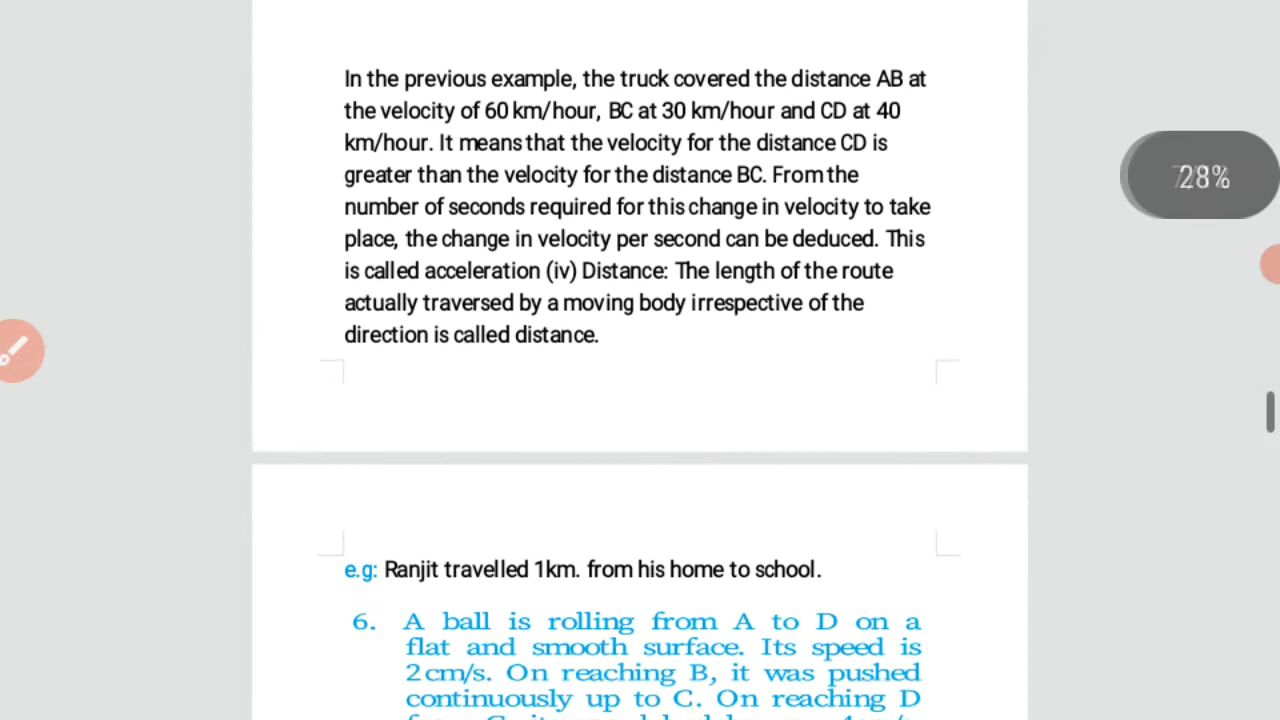 In the previous example, the truck covered the distance AB at
the velocity of 60 km/hour, BC at 30 km/hour and CD at 40
km/hour. It means that the velocity for the distance CD is
greater than the velocity for the distance BC. From the
number of seconds required for this change in velocity to take
place, the change in velocity per second can be deduced. This
is called acceleration (iv) Distance: The length of the route
actually traversed by a moving body irrespective of the
direction is called distance.
28%
e.g: Ranjit travelled 1km. from his home to school.
6. A ball is rolling from A to D on a
flat and smooth surface. Its speed is
2 cm/s. On reaching B, it was pushed
continuously up to C. On reaching D